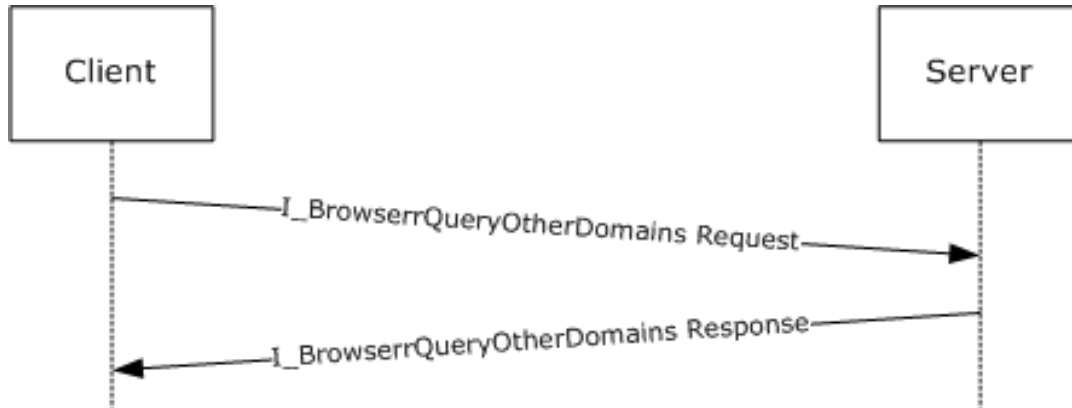 Client
Server
I_BrowserrQueryOtherDomains Request
I_BrowserrQueryOtherDomains Response